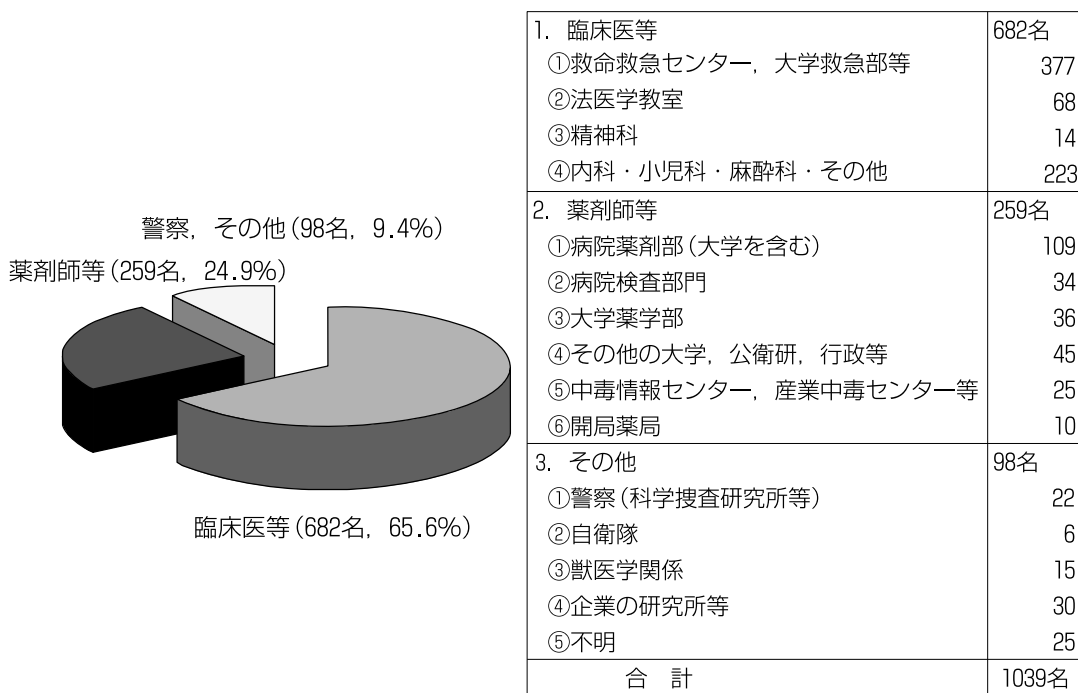 警察，その他(98名，9.4%)
薬剤師等(259名，24.9%)
臨床医等(682名，65.6%)
1. 臨床医等 682名
①救命救急センター，大学救急部等 377
②法医学教室 68
③精神科 14
④内科・小児科・麻酔科・その他 223
2. 薬剤師等 259名
①病院薬剤部(大学を含む) 109
②病院検査部門 34
③大学薬学部 36
④その他の大学，公衛研，行政等 45
⑤中毒情報センター，産業中毒センター等 25
⑥開局薬局 10
3. その他 98名
①警察(科学捜査研究所等) 22
②自衛隊 6
③獣医学関係 15
④企業の研究所等 30
⑤不明 25
合 計 1039名